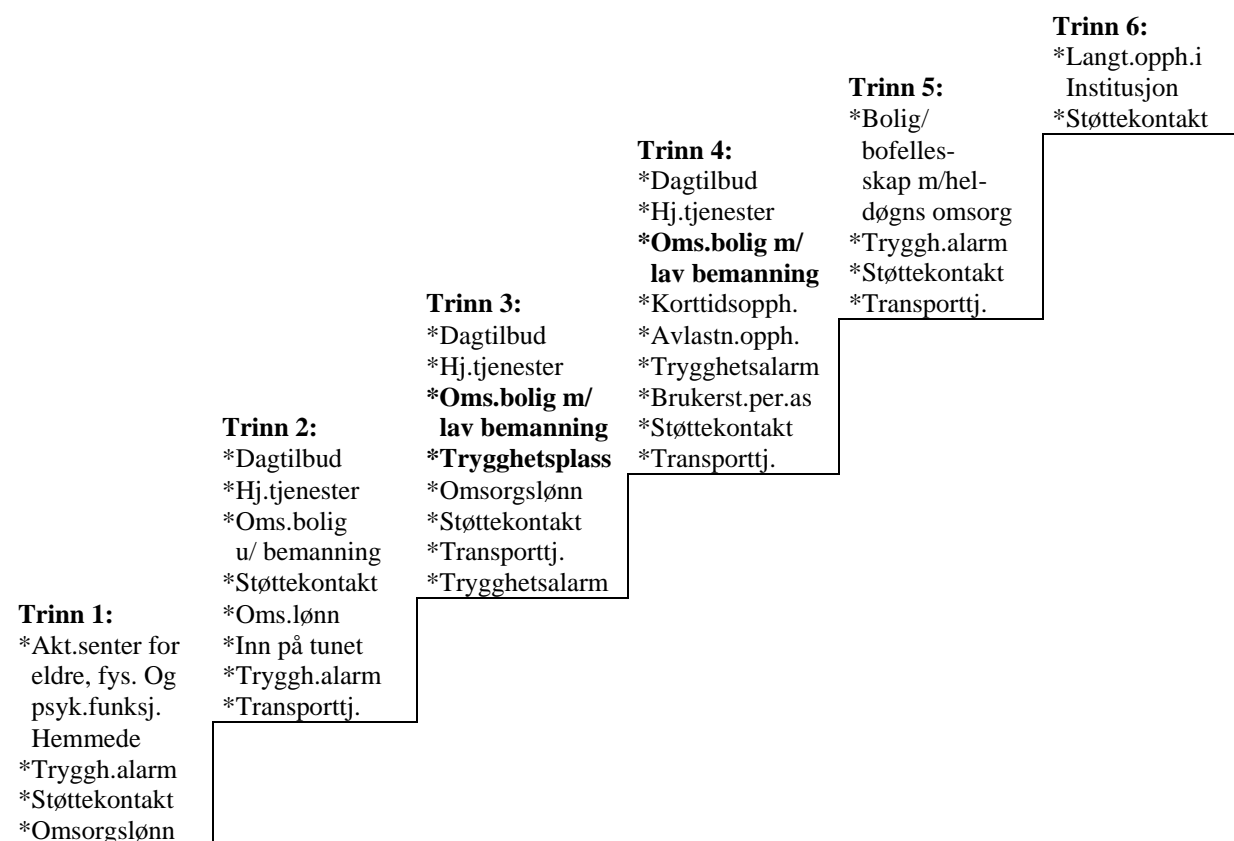 Trinn 1:
*Akt.senter for
eldre, fys. Og
psyk.funksj.
Hemmede
*Tryggh.alarm
*Støttekontakt
*Omsorgslønn
Trinn 2:
*Dagtilbud
*Hj.tjenester
*Oms.bolig
u/ bemanning
*Støttekontakt
*Oms.lønn
*Inn på tunet
*Tryggh.alarm
*Transporttj.
Trinn 3:
*Dagtilbud
*Hj.tjenester
*Oms.bolig m/
lav bemanning
*Trygghetsplass
*Omsorgslønn
*Støttekontakt
*Transporttj.
*Trygghetsalarm
Trinn 4:
*Dagtilbud
*Hj.tjenester
*Oms.bolig m/
lav bemanning
*Korttidsopph.
*Avlastn.opph.
*Trygghetsalarm
*Brukerst.per.as
*Støttekontakt
*Transporttj.
Trinn 5:
*Bolig/
bofelles-
skap m/hel-
døgns omsorg
*Tryggh.alarm
*Støttekontakt
*Transporttj.
Trinn 6:
*Langt.opph.i
Institusjon
*Støttekontakt